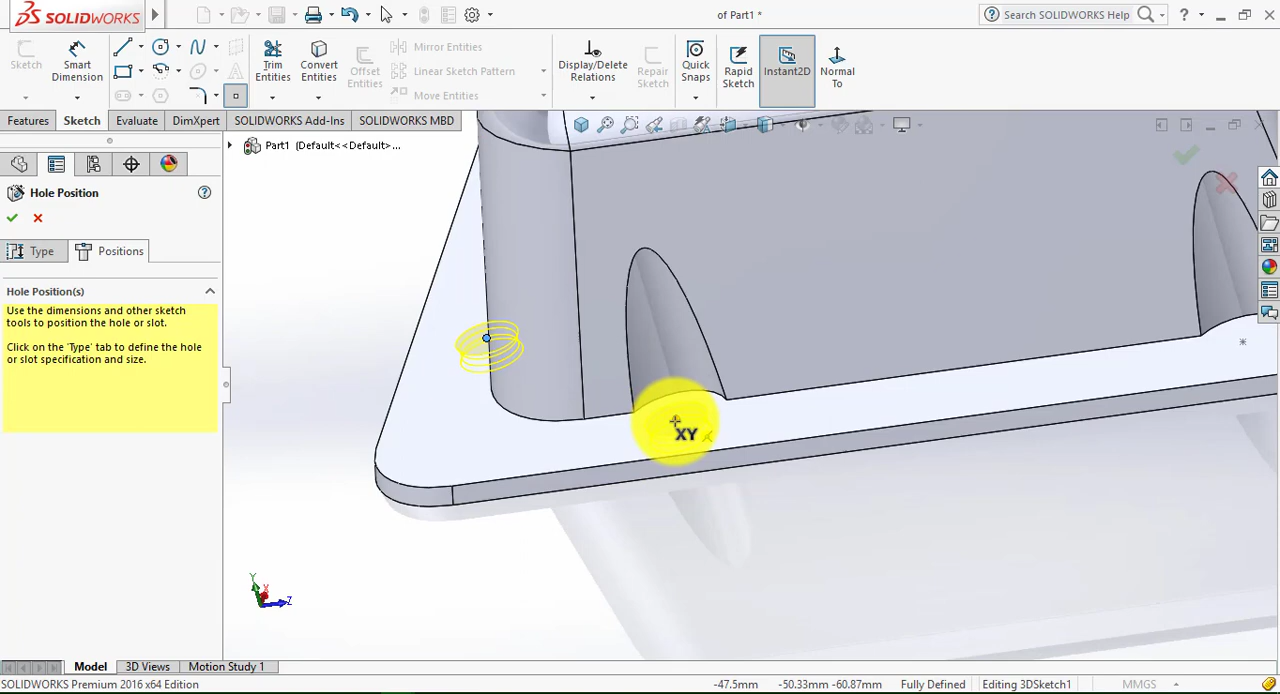 SOLIDWORKS
of Part1 *
Search SOLIDWORKS Help
Sketch
Smart Dimension
Trim Entities
Convert Entities
Offset Entities
Mirror Entities
Linear Sketch Pattern
Move Entities
Display/Delete Relations
Repair Sketch
Quick Snaps
Rapid Sketch
Instant2D
Normal To
Features
Sketch
Evaluate
DimXpert
SOLIDWORKS Add-Ins
SOLIDWORKS MBD
Part1 (Default<<Default>...
Hole Position
Type
Positions
Hole Position(s)
Use the dimensions and other sketch
tools to position the hole or slot.
Click on the 'Type' tab to define the hole
or slot specification and size.
XY
Y
X
Z
Model
3D Views
Motion Study 1
SOLIDWORKS Premium 2016 x64 Edition
-47.5mm
-50.33mm
-60.87mm
Fully Defined
Editing 3DSketch1
MMGS